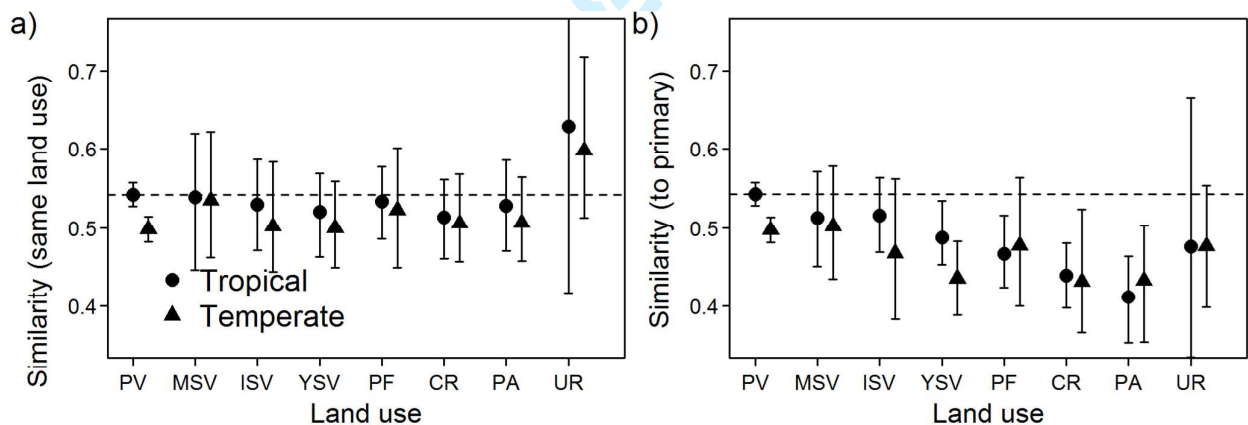 a)
Similarity (same land use)
0.7
0.6
0.5
0.4
Tropical
Temperate
PV MSV ISV YSV PF CR PA UR
Land use
b)
Similarity (to primary)
0.7
0.6
0.5
0.4
PV MSV ISV YSV PF CR PA UR
Land use